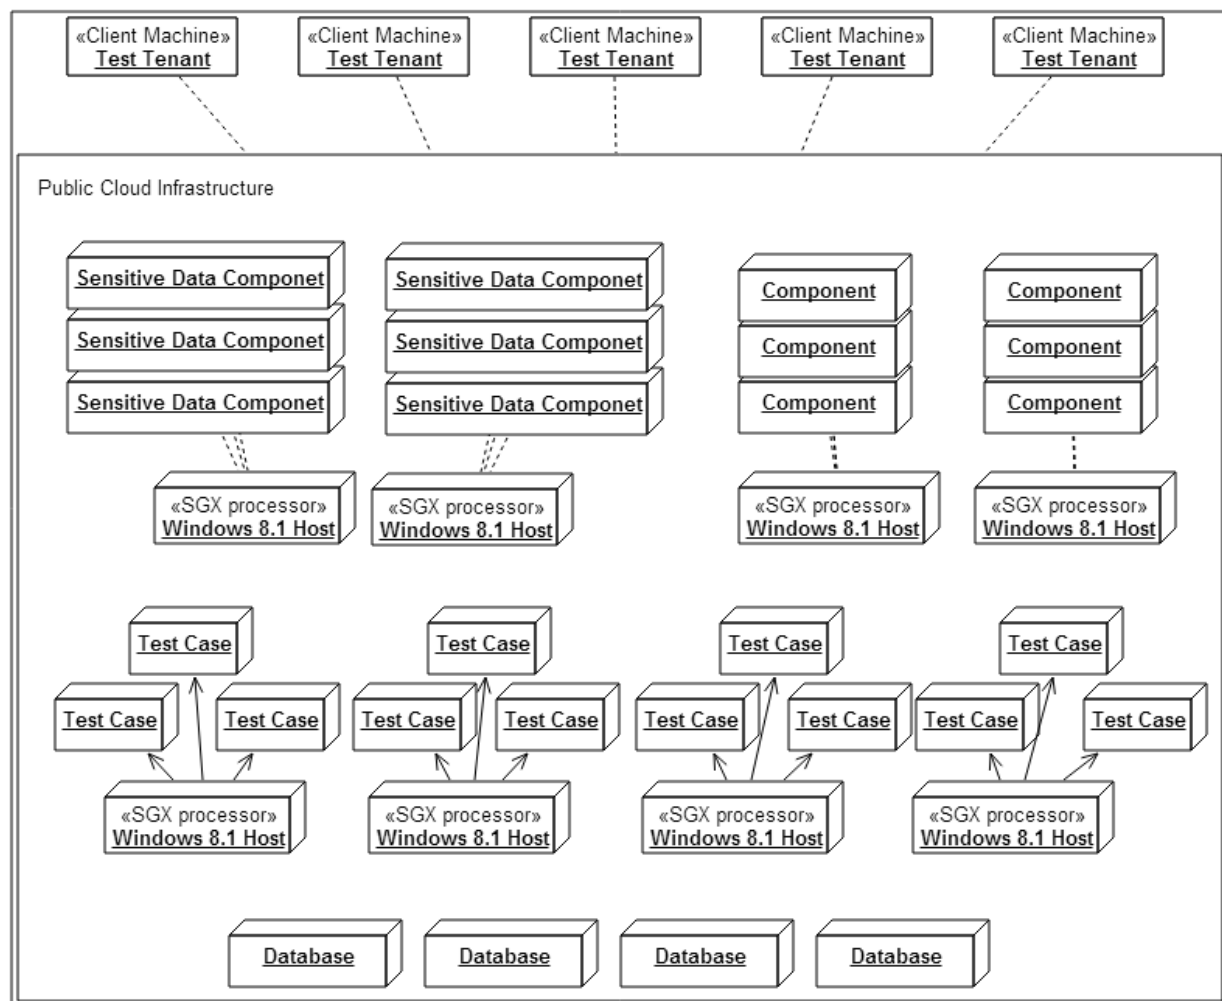 «Client Machine» «Client Machine» «Client Machine» «Client Machine» «Client Machine»
Test Tenant Test Tenant Test Tenant Test Tenant Test Tenant
Public Cloud Infrastructure
Sensitive Data Componet Sensitive Data Componet Component Component
Sensitive Data Componet Sensitive Data Componet Component Component
Sensitive Data Componet Sensitive Data Componet Component Component
«SGX processor» «SGX processor» «SGX processor» «SGX processor»
Windows 8.1 Host Windows 8.1 Host Windows 8.1 Host Windows 8.1 Host
Test Case Test Case Test Case Test Case
Test Case Test Case Test Case Test Case Test Case Test Case Test Case Test Case
«SGX processor» «SGX processor» «SGX processor» «SGX processor»
Windows 8.1 Host Windows 8.1 Host Windows 8.1 Host Windows 8.1 Host
Database Database Database Database